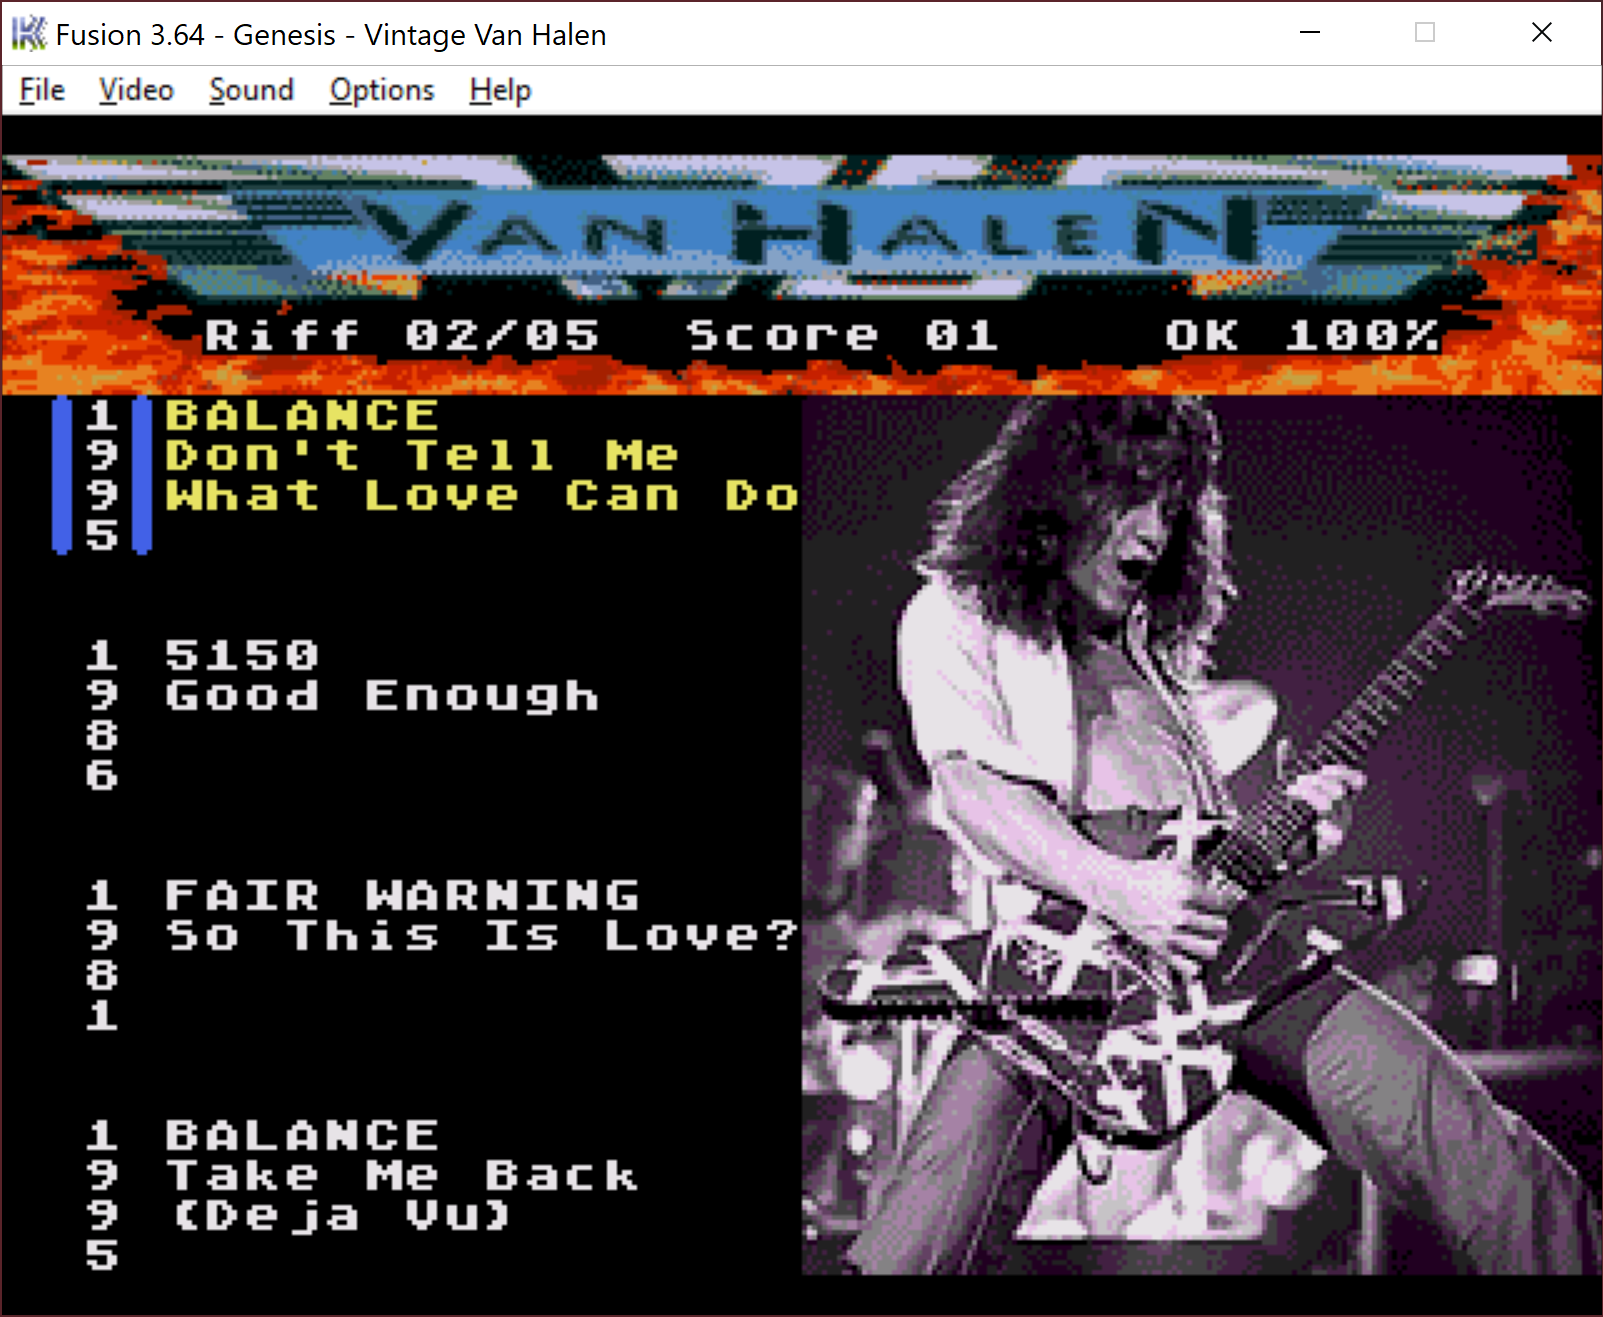 Fusion 3.64 - Genesis - Vintage Van Halen
File Video Sound Options Help
VAN HALEN
Riff 02/05 Score 01 OK 100%
1 BALANCE
9 Don't Tell Me
9 What Love Can Do
5
1 5150
9 Good Enough
8
6
1 FAIR WARNING
9 So This Is Love?
8
1
1 BALANCE
9 Take Me Back
9 (Deja Vu)
5